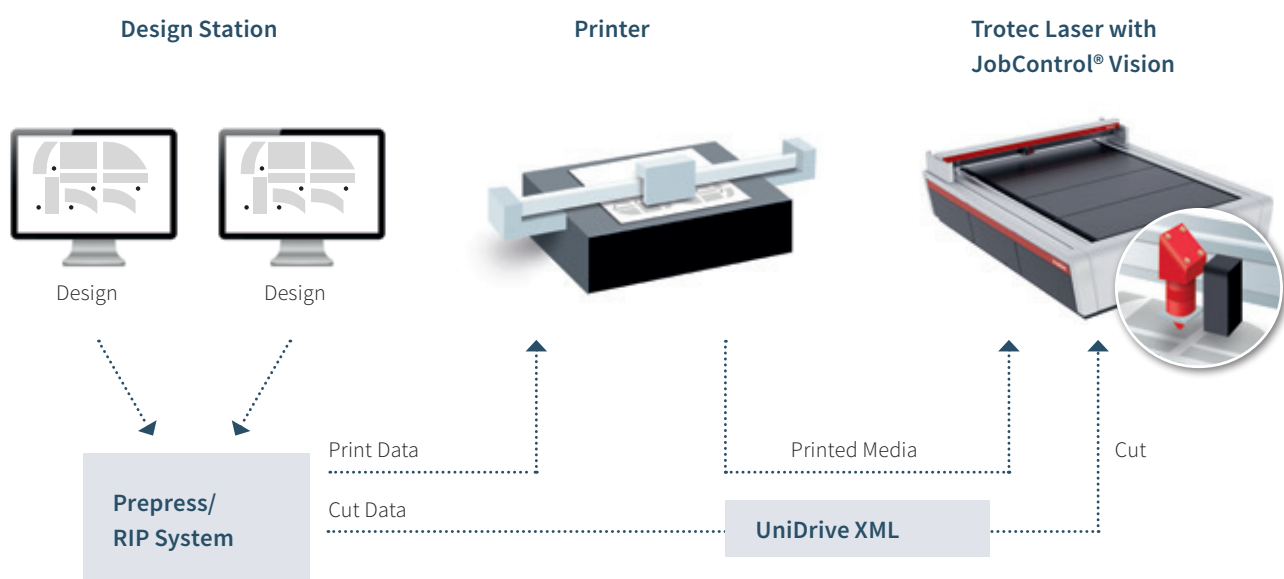 Design Station
Printer
Trotec Laser with
JobControl® Vision
Design
Design
Print Data
Printed Media
Cut
Prepress/
RIP System
Cut Data
UniDrive XML